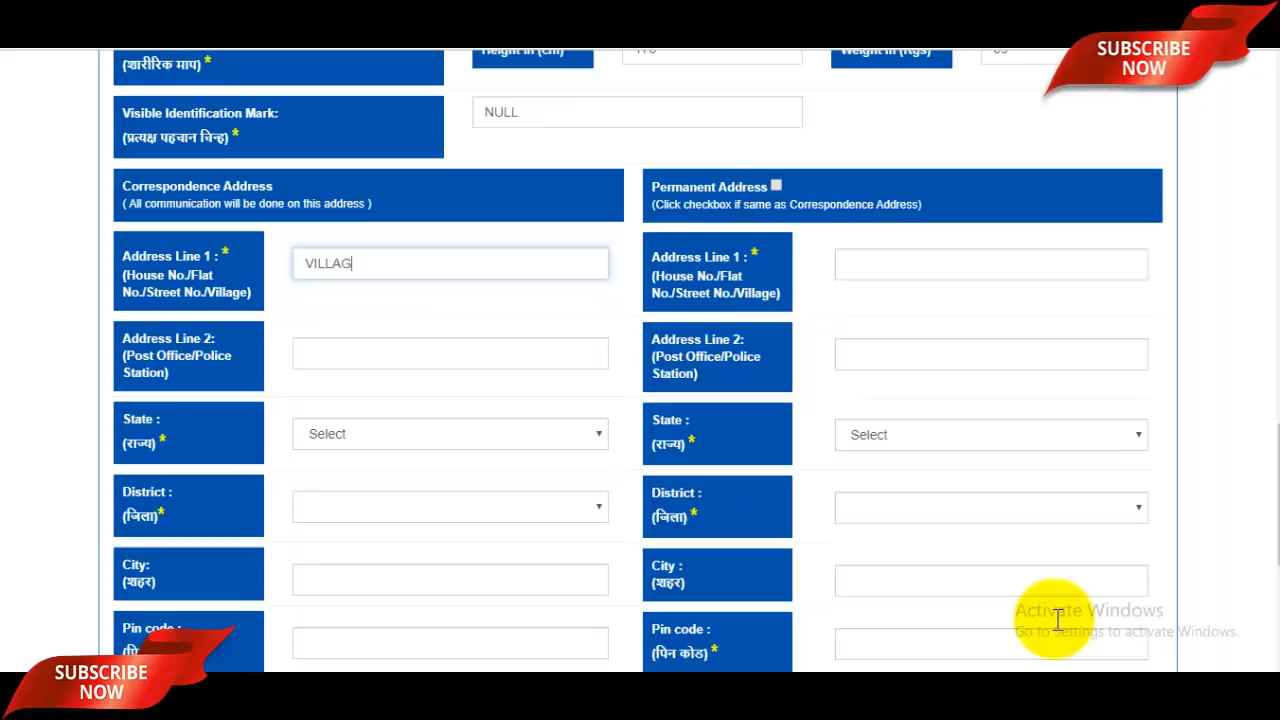 SUBSCRIBE
NOW
(शारीरिक माप) *
Height in (Cm)
Visible Identification Mark:
(प्रत्यक्ष पहचान चिन्ह) *
NULL
Correspondence Address
( All communication will be done on this address )
Permanent Address
(Click checkbox if same as Correspondence Address)
Address Line 1 : *
(House No./Flat
No./Street No./Village)
VILLAG
Address Line 1 : *
(House No./Flat
No./Street No./Village)
Address Line 2:
(Post Office/Police
Station)
Address Line 2:
(Post Office/Police
Station)
State :
(राज्य) *
Select
State :
(राज्य) *
Select
District :
(जिला)*
District :
(जिला) *
City:
(शहर)
City :
(शहर)
Pin code :
Pin code :
(पिन कोड) *
Activate Windows
Go to Settings to activate Windows.
SUBSCRIBE
NOW